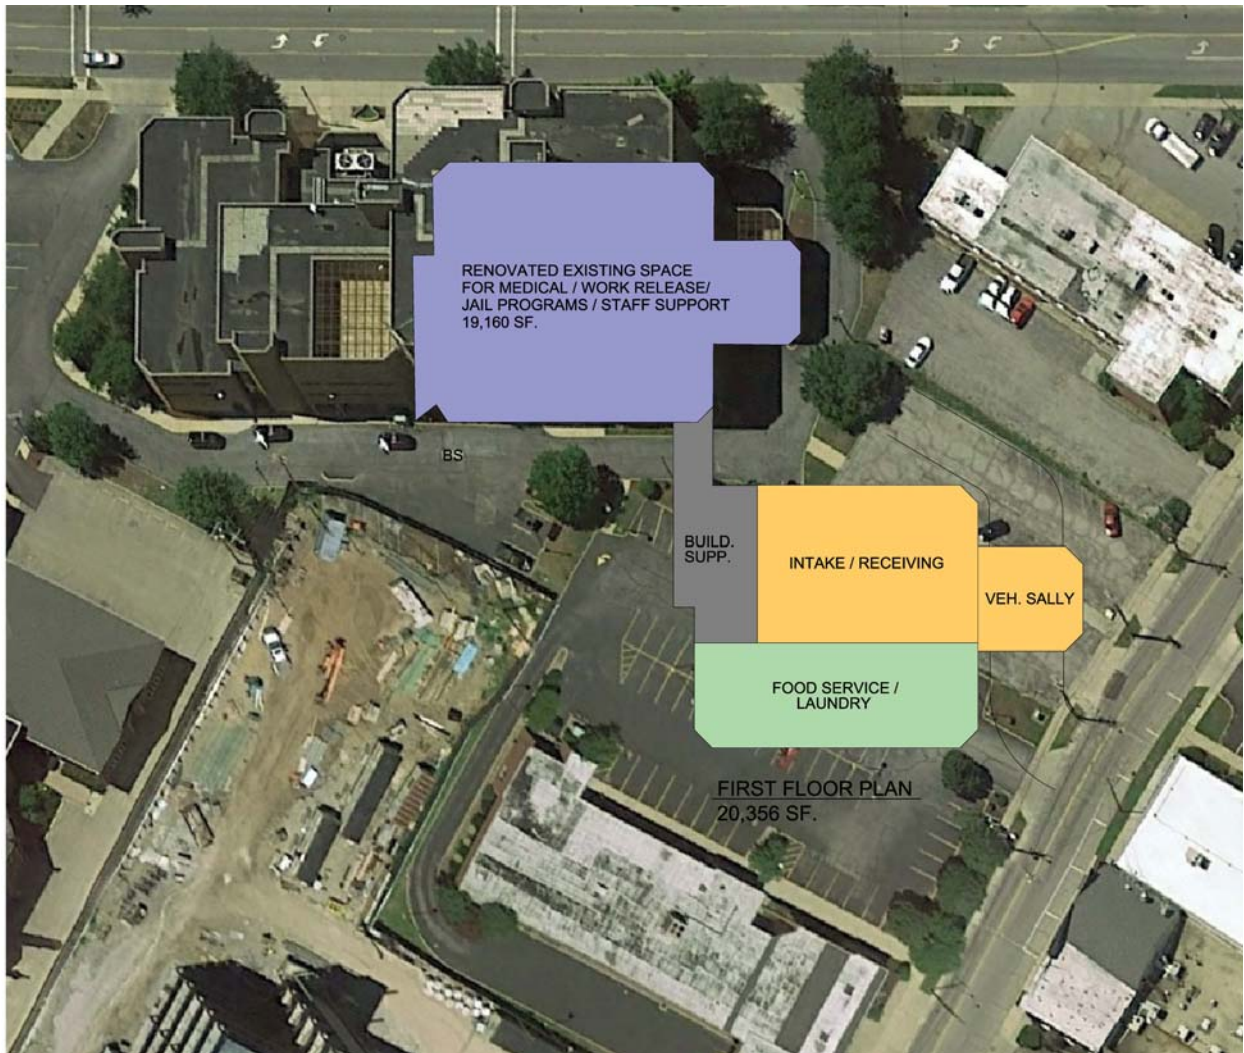 RENOVATED EXISTING SPACE
FOR MEDICAL / WORK RELEASE/
JAIL PROGRAMS / STAFF SUPPORT
19,160 SF.
BS
BUILD.
SUPP.
INTAKE / RECEIVING
VEH. SALLY
FOOD SERVICE /
LAUNDRY
FIRST FLOOR PLAN
20,356 SF.